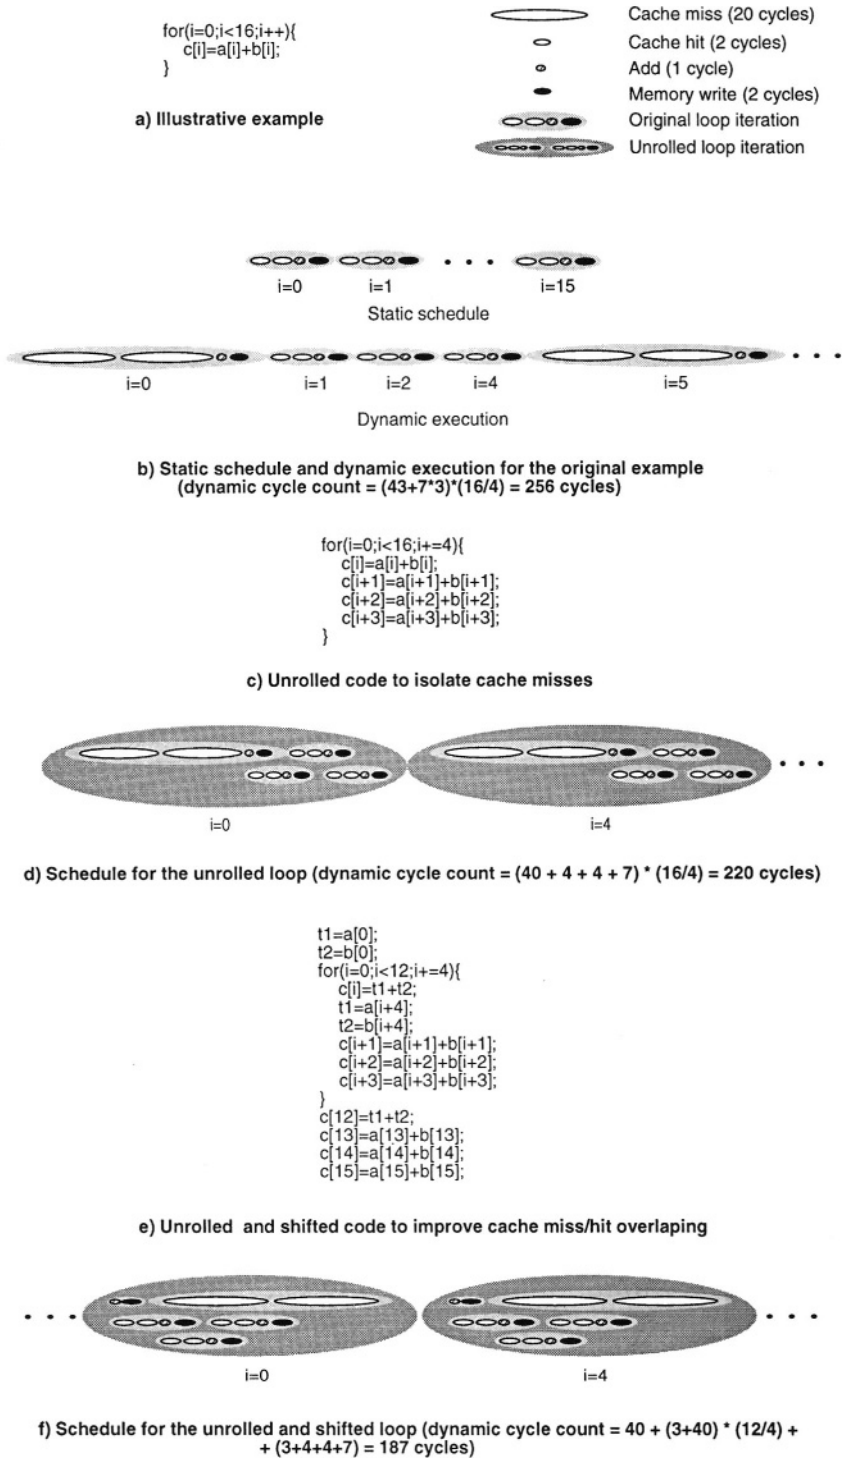 for(i=0;i<16;i++){
c[i]=a[i]+b[i];
}
a) Illustrative example
Cache miss (20 cycles)
Cache hit (2 cycles)
Add (1 cycle)
Memory write (2 cycles)
Original loop iteration
Unrolled loop iteration
i=0 i=1 i=15
Static schedule
i=0 i=1 i=2 i=4 i=5
Dynamic execution
b) Static schedule and dynamic execution for the original example
(dynamic cycle count = (43+7*3)*(16/4) = 256 cycles)
for(i=0;i<16;i+=4){
c[i]=a[i]+b[i];
c[i+1]=a[i+1]+b[i+1];
c[i+2]=a[i+2]+b[i+2];
c[i+3]=a[i+3]+b[i+3];
}
c) Unrolled code to isolate cache misses
i=0 i=4
d) Schedule for the unrolled loop (dynamic cycle count = (40 + 4 + 4 + 7) * (16/4) = 220 cycles)
t1=a[0];
t2=b[0];
for(i=0;i<12;i+=4){
c[i]=t1+t2;
t1=a[i+4];
t2=b[i+4];
c[i+1]=a[i+1]+b[i+1];
c[i+2]=a[i+2]+b[i+2];
c[i+3]=a[i+3]+b[i+3];
}
c[12]=t1+t2;
c[13]=a[13]+b[13];
c[14]=a[14]+b[14];
c[15]=a[15]+b[15];
e) Unrolled and shifted code to improve cache miss/hit overlaping
i=0 i=4
f) Schedule for the unrolled and shifted loop (dynamic cycle count = 40 + (3+40) * (12/4) +
+ (3+4+4+7) = 187 cycles)